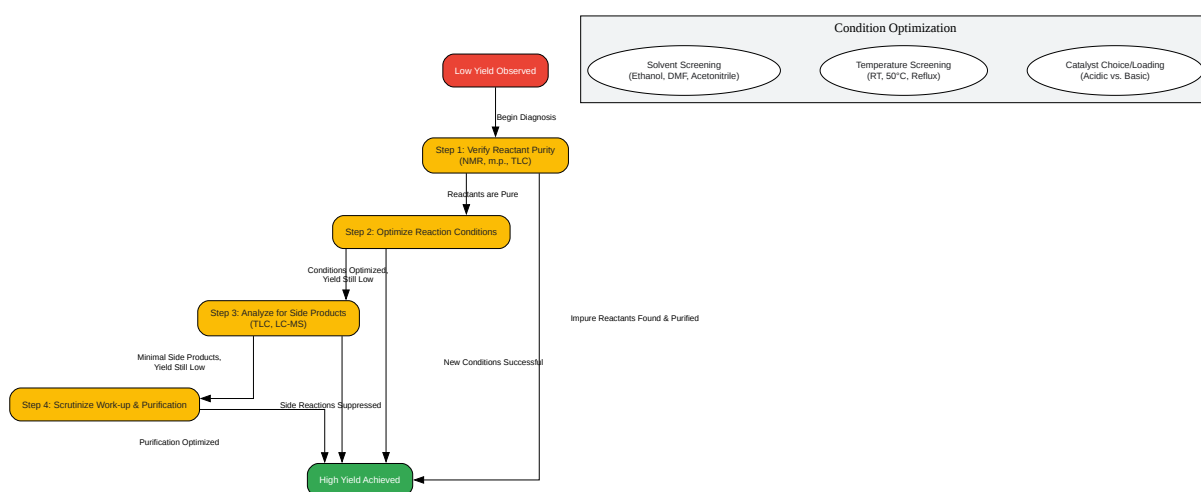 Condition Optimization
Solvent Screening
(Ethanol, DMF, Acetonitrile)
Temperature Screening
(RT, 50°C, Reflux)
Catalyst Choice/Loading
(Acidic vs. Basic)
Low Yield Observed
Begin Diagnosis
Step 1: Verify Reactant Purity
(NMR, m.p., TLC)
Reactants are Pure
Step 2: Optimize Reaction Conditions
Conditions Optimized,
Yield Still Low
Step 3: Analyze for Side Products
(TLC, LC-MS)
Impure Reactants Found & Purified
Minimal Side Products,
Yield Still Low
New Conditions Successful
Step 4: Scrutinize Work-up & Purification
Side Reactions Suppressed
Purification Optimized
High Yield Achieved